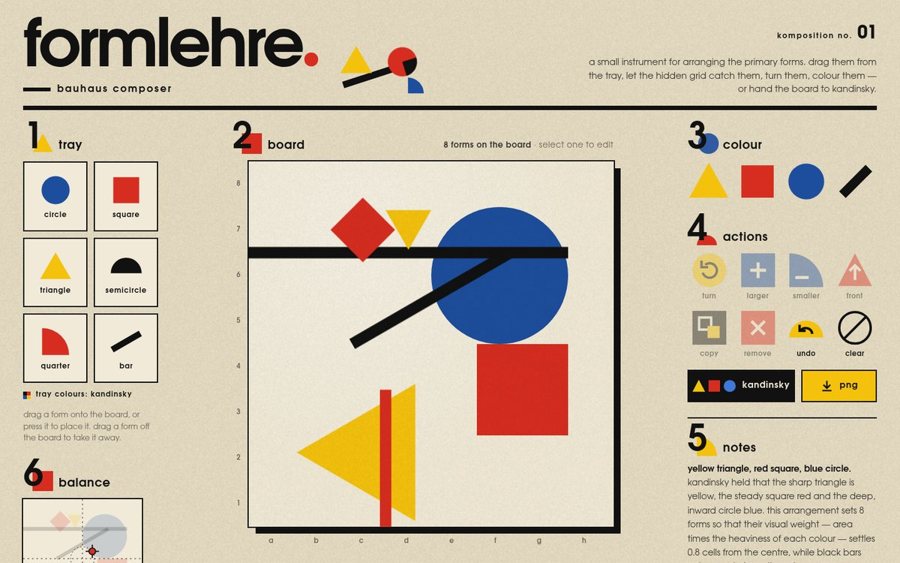 formlehre.
bauhaus composer
komposition no. 01
a small instrument for arranging the primary forms. drag them from
the tray, let the hidden grid catch them, turn them, colour them —
or hand the board to kandinsky.
1 tray
circle
square
triangle
semicircle
quarter
bar
tray colours: kandinsky
drag a form onto the board, or
press it to place it. drag a form off
the board to take it away.
6 balance
2 board
8 forms on the board · select one to edit
8
7
6
5
4
3
2
1
a b c d e f g h
3 colour
4 actions
turn larger smaller front
copy remove undo clear
kandinsky
png
5 notes
yellow triangle, red square, blue circle.
kandinsky held that the sharp triangle is
yellow, the steady square red and the deep,
inward circle blue. this arrangement sets 8
forms so that their visual weight — area
times the heaviness of each colour — settles
0.8 cells from the centre, while black bars